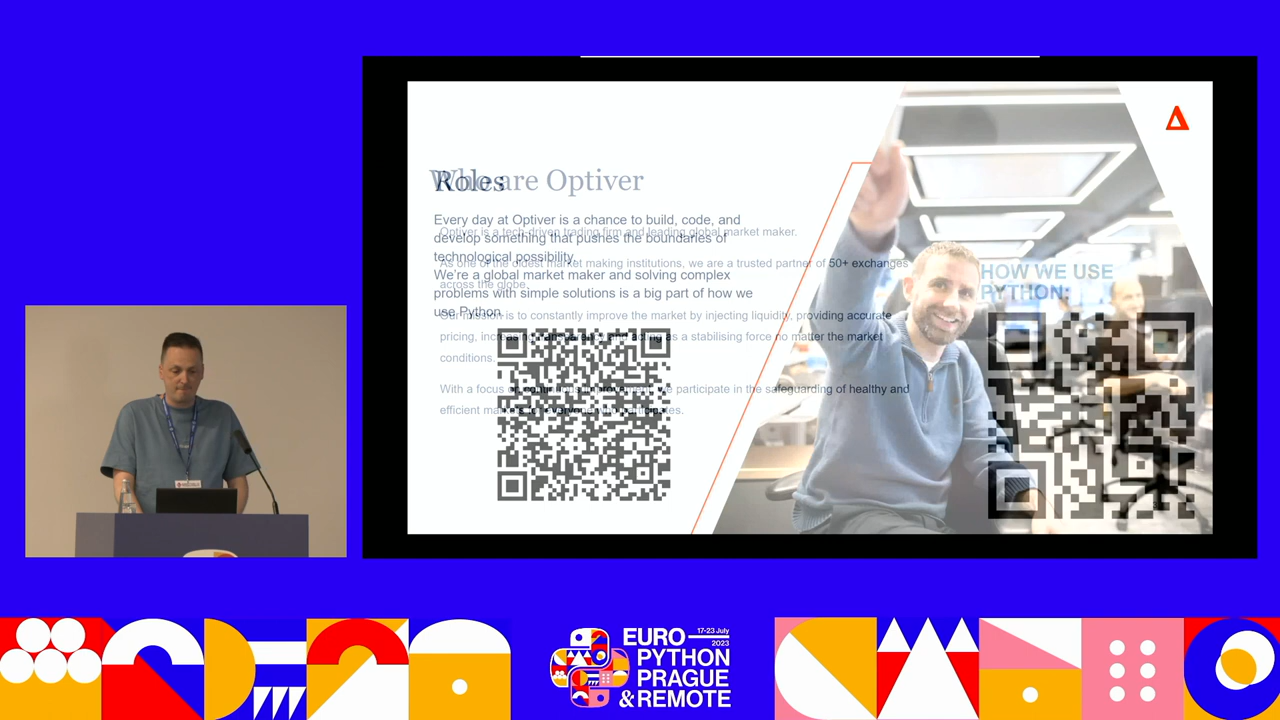 Roles:
Who are Optiver
Every day at Optiver is a chance to build, code, and
develop something that pushes the boundaries of
technological possibility.
We're a global market maker and solving complex
problems with simple solutions is a big part of how we
use Python.
Optiver is a tech-driven trading firm and leading global market maker.
As one of the oldest market making institutions, we are a trusted partner of 50+ exchanges
across the globe.
Our mission is to constantly improve the market by injecting liquidity, providing accurate
pricing, increasing transparency and acting as a stabilising force no matter the market
conditions.
With a focus on continuous improvement, we participate in the safeguarding of healthy and
efficient markets for everyone who participates.
HOW WE USE
PYTHON:
EURO
17-23 July
2023
PYTHON
PRAGUE
& REMOTE